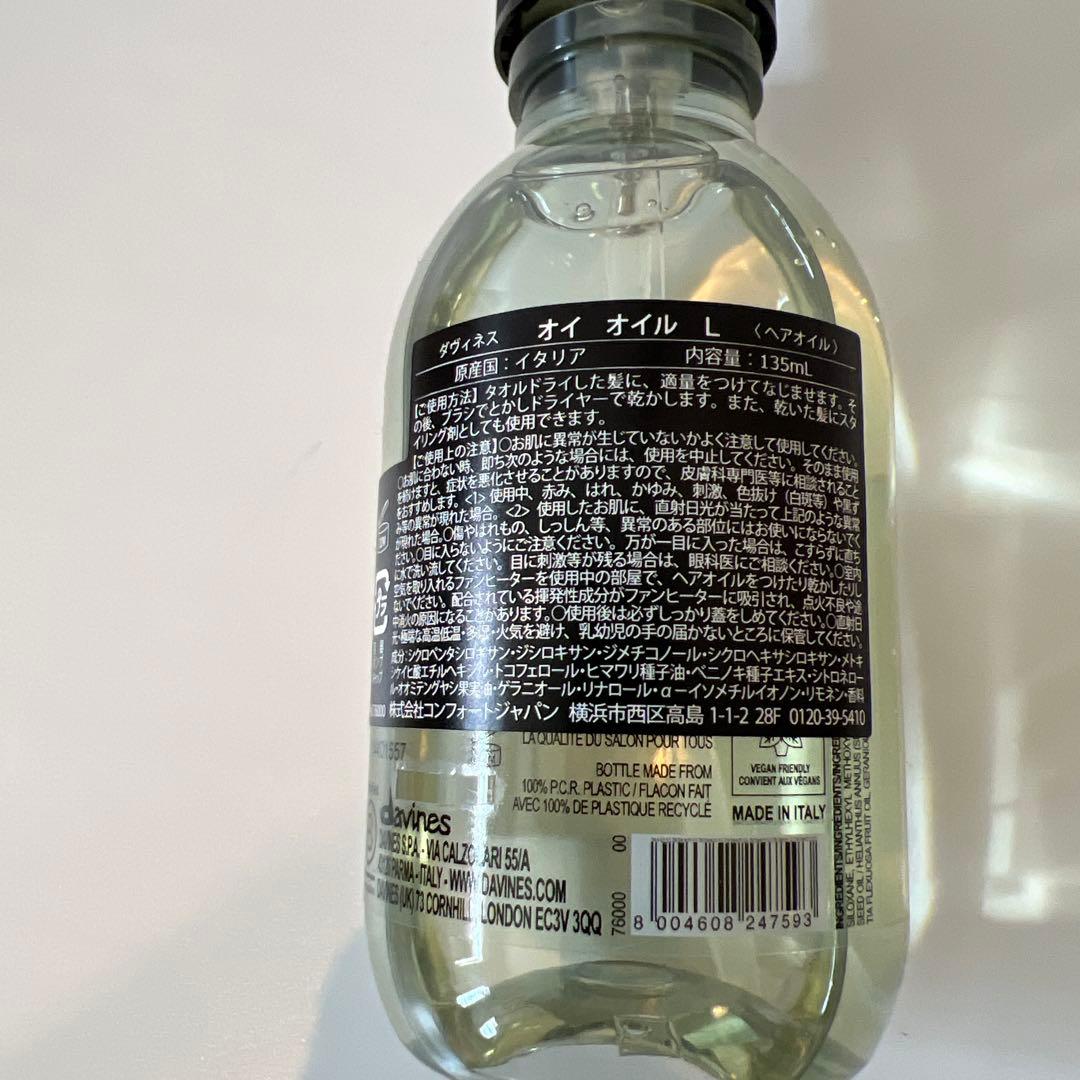 ダヴィネス オイ オイル L 〈ヘアオイル〉
原産国：イタリア 内容量：135mL
【ご使用方法】タオルドライした髪に、適量をつけてなじませます。そ
の後、ブラシでとかしドライヤーで乾かします。また、乾いた髪にスタ
イリング剤としても使用できます。
【ご使用上の注意】〇お肌に異常が生じていないかよく注意して使用してください。
〇お肌に合わない時、即ち次のような場合には、使用を中止してください。そのまま使用
を続けますと、症状を悪化させることがありますので、皮膚科専門医等に相談されること
をおすすめします。<1> 使用中、赤み、はれ、かゆみ、刺激、色抜け（白斑等）や黒ず
み等の異常が現れた場合。<2> 使用したお肌に、直射日光が当たって上記のような異常
が現れた場合。〇傷やはれもの、しっしん等、異常のある部位にはお使いにならないでく
ださい。〇目に入らないようにご注意ください。万が一目に入った場合は、こすらずに直ち
に水で洗い流してください。目に刺激等が残る場合は、眼科医にご相談ください。〇室内
空気を取り入れるファンヒーターを使用中の部屋で、ヘアオイルをつけたり乾かしたりし
ないでください。配合されている揮発性成分がファンヒーターに吸引され、点火不良や途
中消火の原因になることがあります。〇使用後は必ずしっかり蓋をしめてください。〇直射日
光・極端な高温低温・多湿・火気を避け、乳幼児の手の届かないところに保管してください。
成分：シクロペンタシロキサン・ジシロキサン・ジメチコノール・シクロヘキサシロキサン・メトキ
シケイヒ酸エチルヘキシル・トコフェロール・ヒマワリ種子油・ベニノキ種子エキス・シトロネロ
ール・オオミテングヤシ果実油・ゲラニオール・リナロール・α－イソメチルイオノン・リモネン・香料
株式会社コンフォートジャパン 横浜市西区高島 1-1-2 28F 0120-39-5410
LA QUALITÉ DU SALON POUR TOUS
BOTTLE MADE FROM
100% P.C.R. PLASTIC / FLACON FAIT
AVEC 100% DE PLASTIQUE RECYCLÉ
VEGAN FRIENDLY
CONVIENT AUX VÉGANS
MADE IN ITALY
davines
DAVINES S.P.A. - VIA CALZOLARI 55/A
PARMA - ITALY - WWW.DAVINES.COM
DAVINES (UK) 73 CORNHILL, LONDON EC3V 3QQ
76000 00
8 004608 247593
INGREDIENTS/INGRÉ
SILOXANE, ETHYLHEXYL METHOXY
SEED OIL / HELIANTHUS ANNUUS (S
TIA FLEXUOSA FRUIT OIL, GERANIO